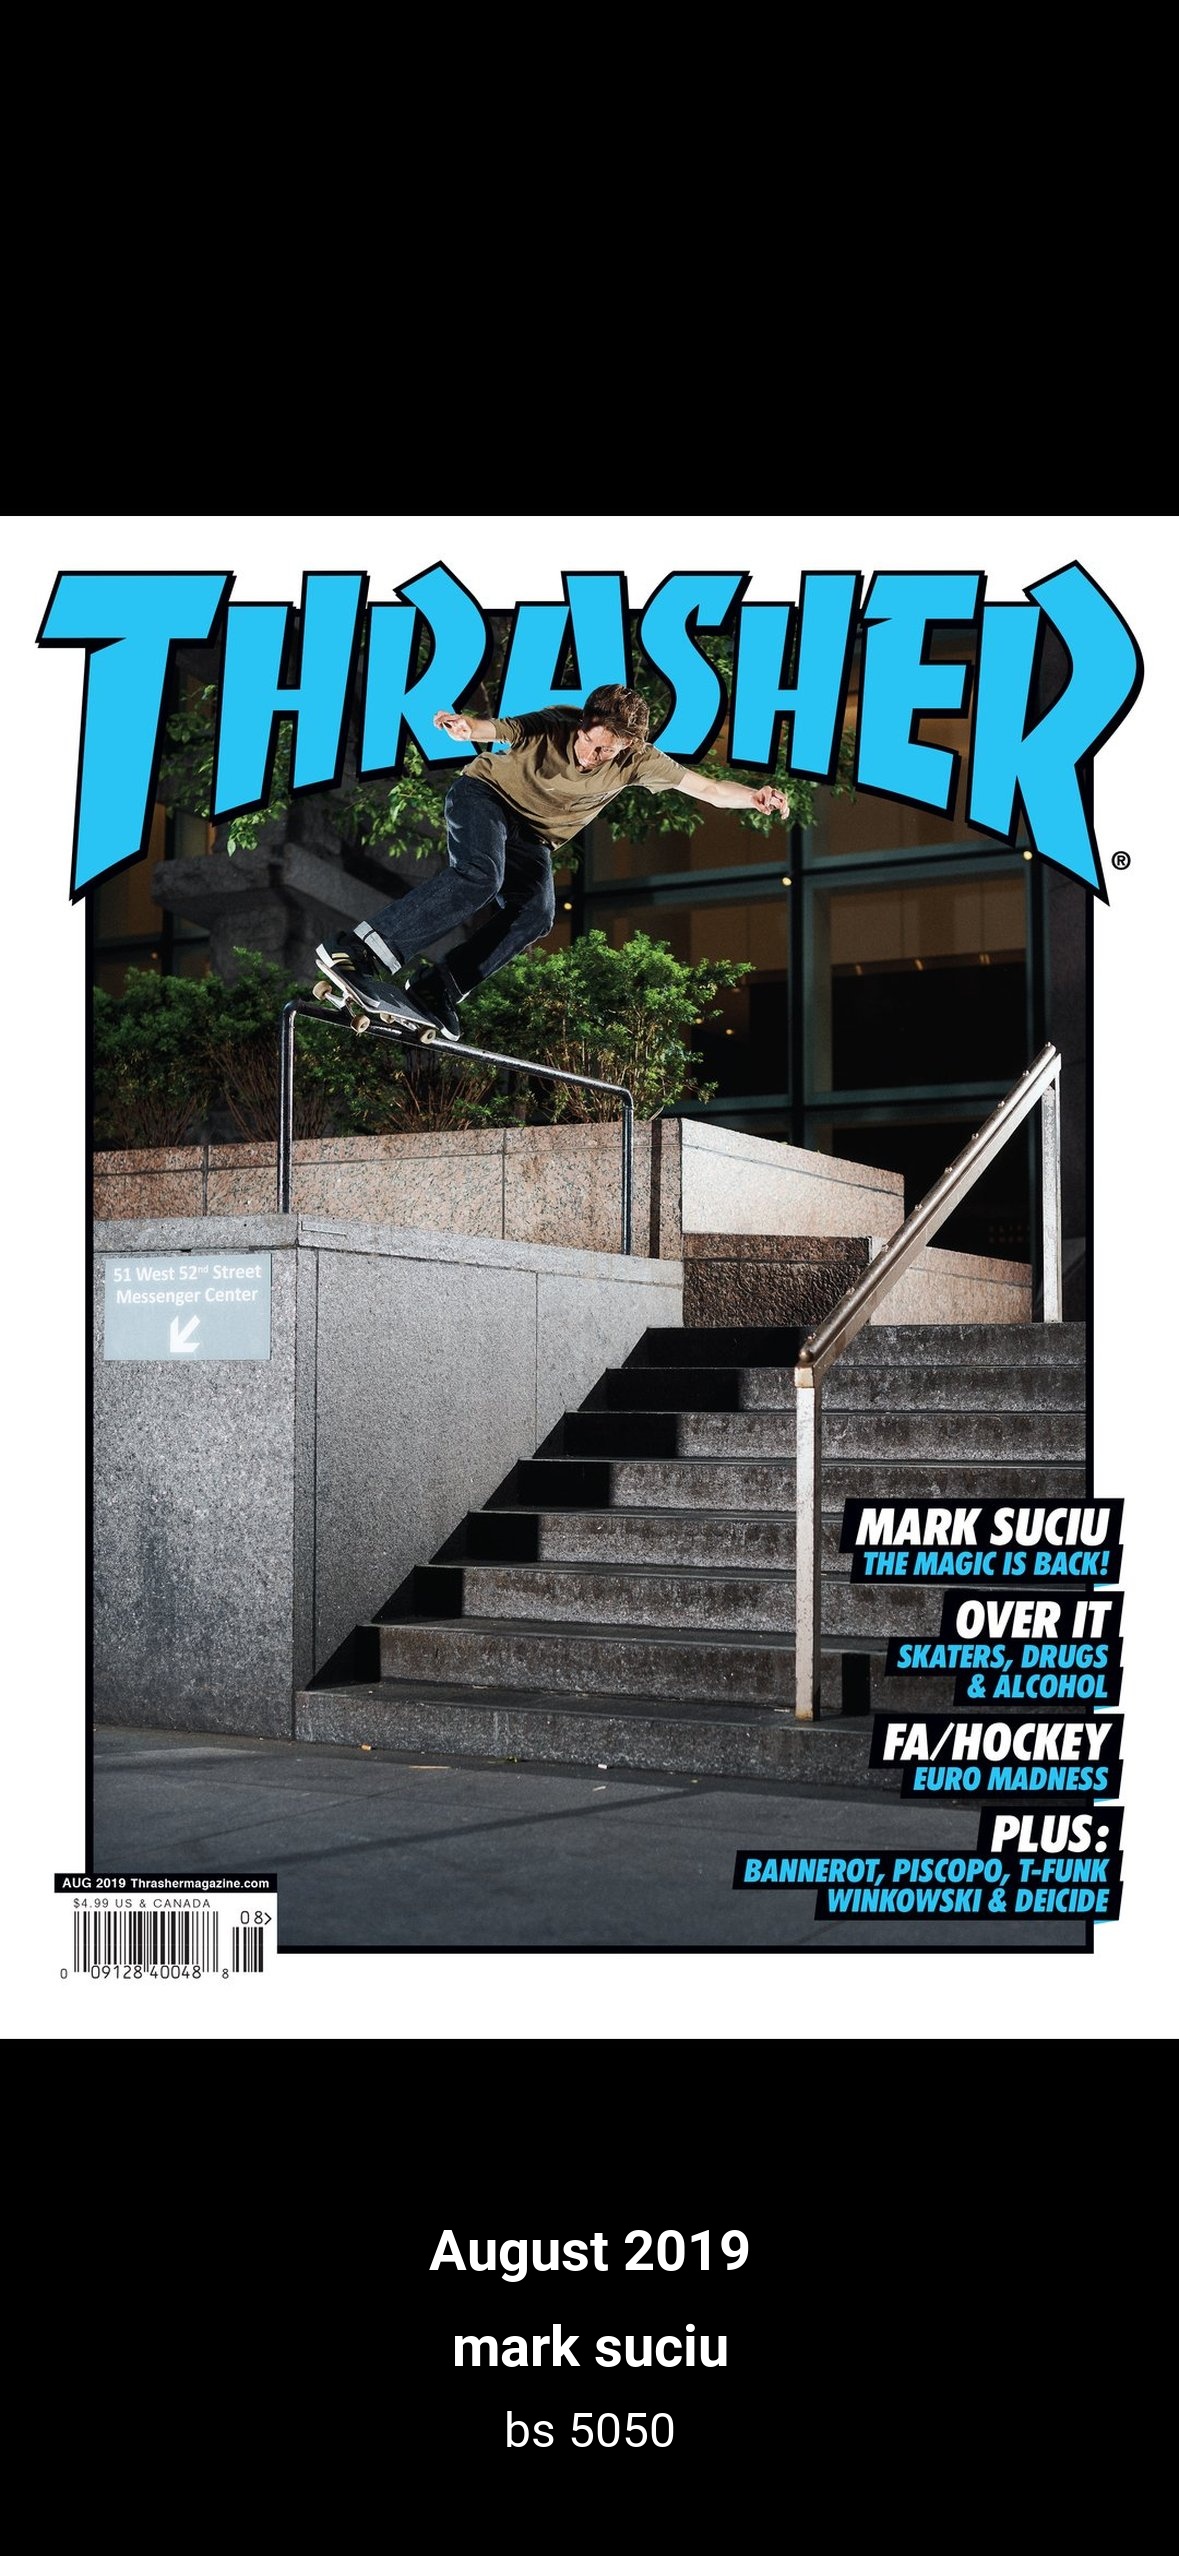 THRASHER
®
51 West 52nd Street
Messenger Center
MARK SUCIU
THE MAGIC IS BACK!
OVER IT
SKATERS, DRUGS
& ALCOHOL
FA/HOCKEY
EURO MADNESS
PLUS:
BANNEROT, PISCOPO, T-FUNK
WINKOWSKI & DEICIDE
AUG 2019 Thrashermagazine.com
$4.99 US & CANADA
08>
0 09128 40048 8
August 2019
mark suciu
bs 5050